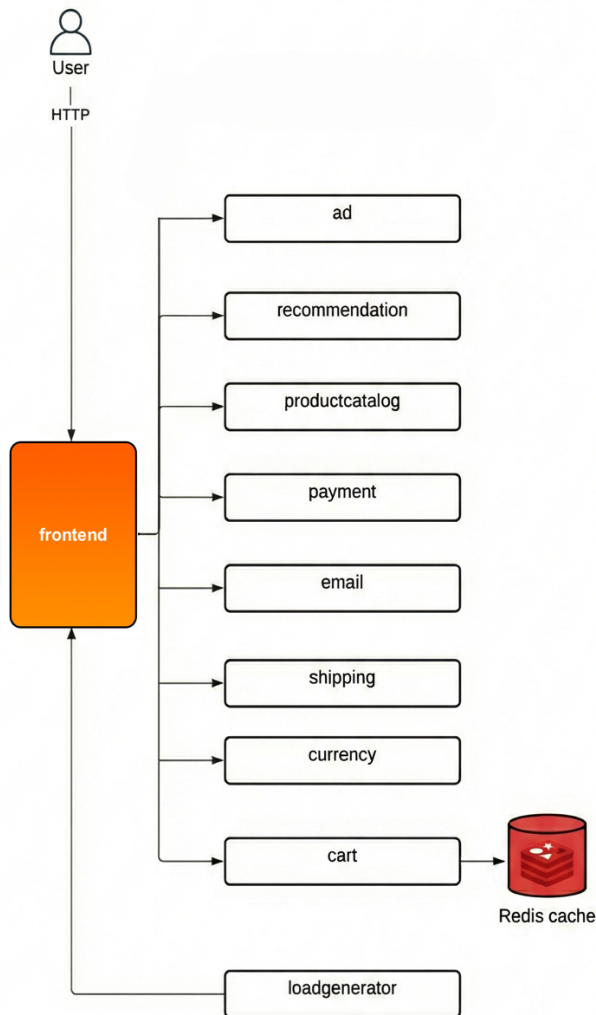 User
HTTP
ad
recommendation
productcatalog
payment
frontend
email
shipping
currency
cart
Redis cache
loadgenerator